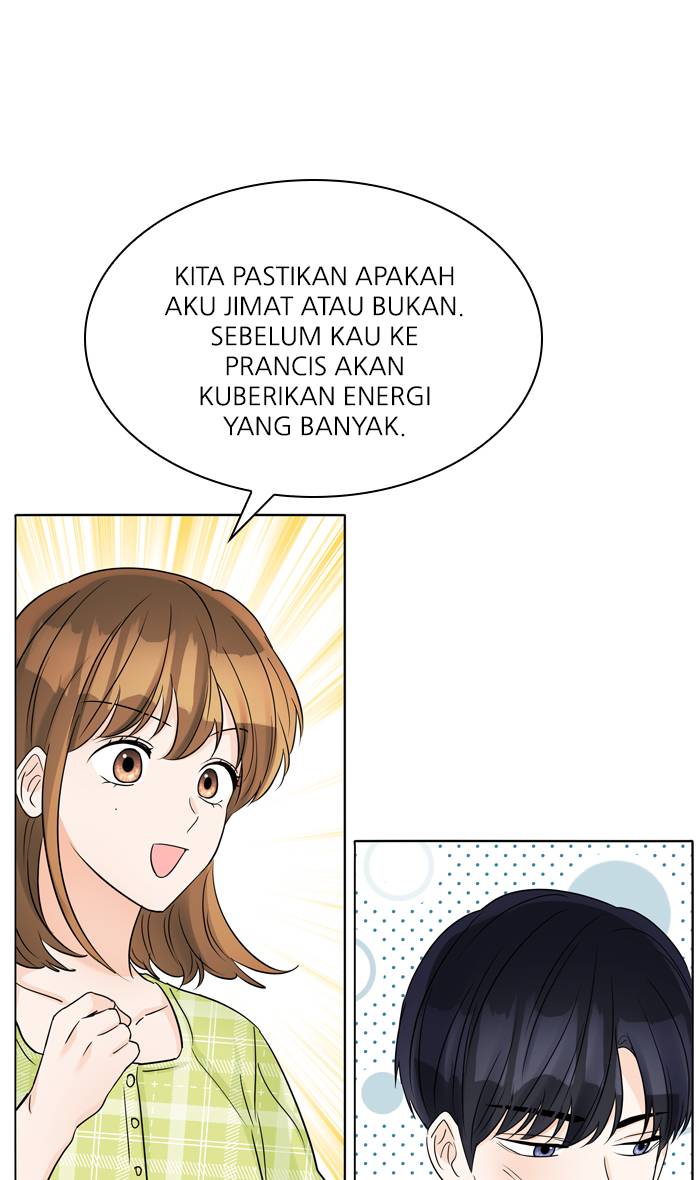 KITA PASTIKAN APAKAH
AKU JIMAT ATAU BUKAN.
SEBELUM KAU KE
PRANCIS AKAN
KUBERIKAN ENERGI
YANG BANYAK.